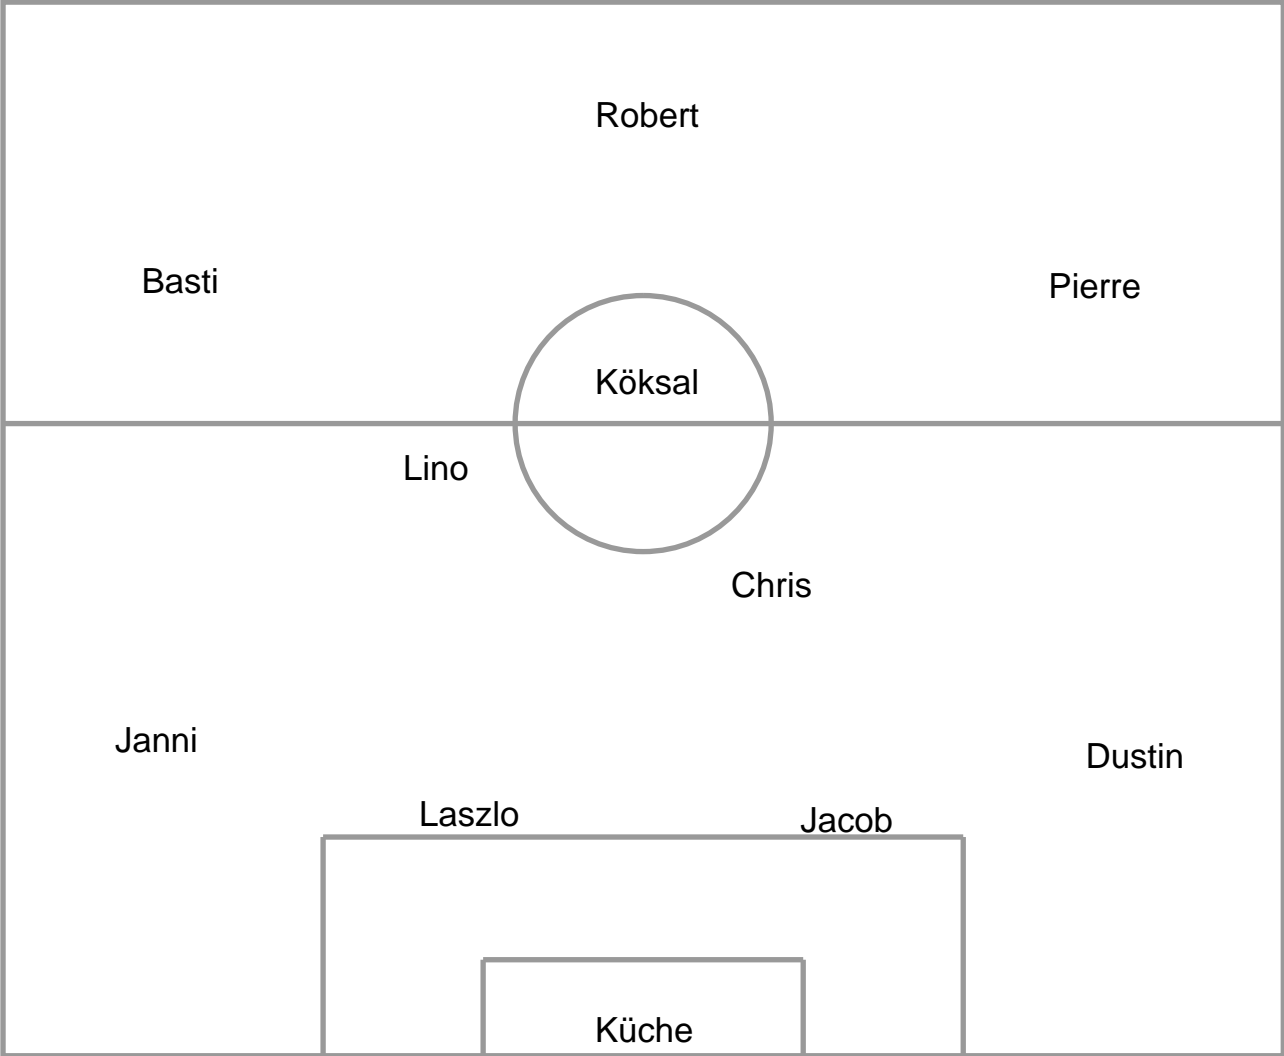 Robert
Basti
Pierre
Köksal
Lino
Chris
Janni
Dustin
Laszlo
Jacob
Küche